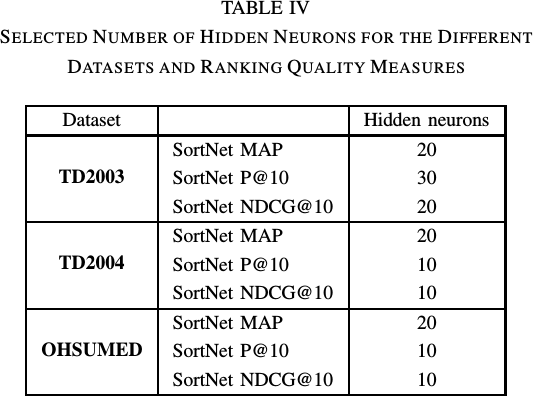 TABLE IV
SELECTED NUMBER OF HIDDEN NEURONS FOR THE DIFFERENT
DATASETS AND RANKING QUALITY MEASURES
Dataset Hidden neurons
TD2003
SortNet MAP 20
SortNet P@10 30
SortNet NDCG@10 20
TD2004
SortNet MAP 20
SortNet P@10 10
SortNet NDCG@10 10
OHSUMED
SortNet MAP 20
SortNet P@10 10
SortNet NDCG@10 10